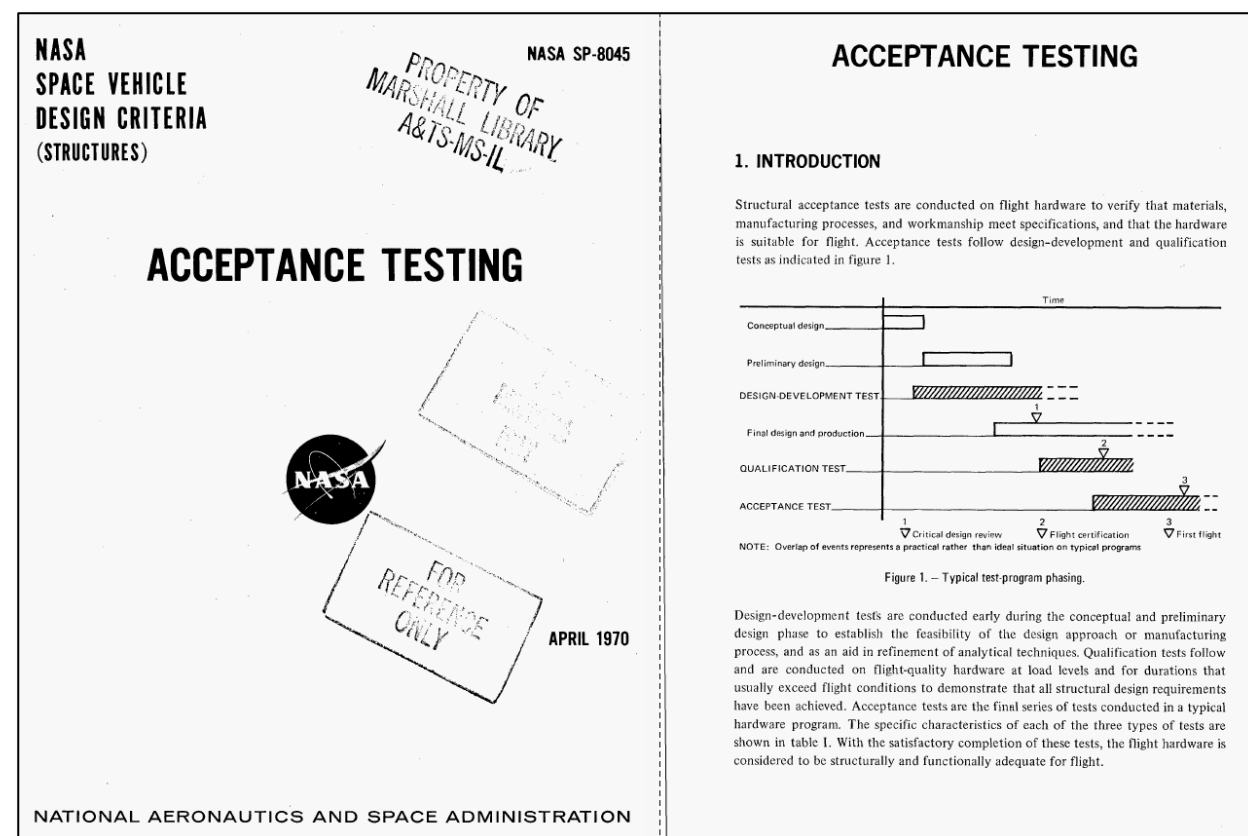 NASA
SPACE VEHICLE
DESIGN CRITERIA
(STRUCTURES)
NASA SP-8045
PROPERTY OF
MARSHALL LIBRARY
A&TS-MS-IL
ACCEPTANCE TESTING
NASA
FOR
REFERENCE
ONLY
APRIL 1970
NATIONAL AERONAUTICS AND SPACE ADMINISTRATION
ACCEPTANCE TESTING
1. INTRODUCTION
Structural acceptance tests are conducted on flight hardware to verify that materials,
manufacturing processes, and workmanship meet specifications, and that the hardware
is suitable for flight. Acceptance tests follow design-development and qualification
tests as indicated in figure 1.
Time
Conceptual design
Preliminary design
DESIGN-DEVELOPMENT TEST
1
Final design and production
2
QUALIFICATION TEST
3
ACCEPTANCE TEST
1 2 3
Critical design review Flight certification First flight
NOTE: Overlap of events represents a practical rather than ideal situation on typical programs
Figure 1. – Typical test-program phasing.
Design-development tests are conducted early during the conceptual and preliminary
design phase to establish the feasibility of the design approach or manufacturing
process, and as an aid in refinement of analytical techniques. Qualification tests follow
and are conducted on flight-quality hardware at load levels and for durations that
usually exceed flight conditions to demonstrate that all structural design requirements
have been achieved. Acceptance tests are the final series of tests conducted in a typical
hardware program. The specific characteristics of each of the three types of tests are
shown in table I. With the satisfactory completion of these tests, the flight hardware is
considered to be structurally and functionally adequate for flight.